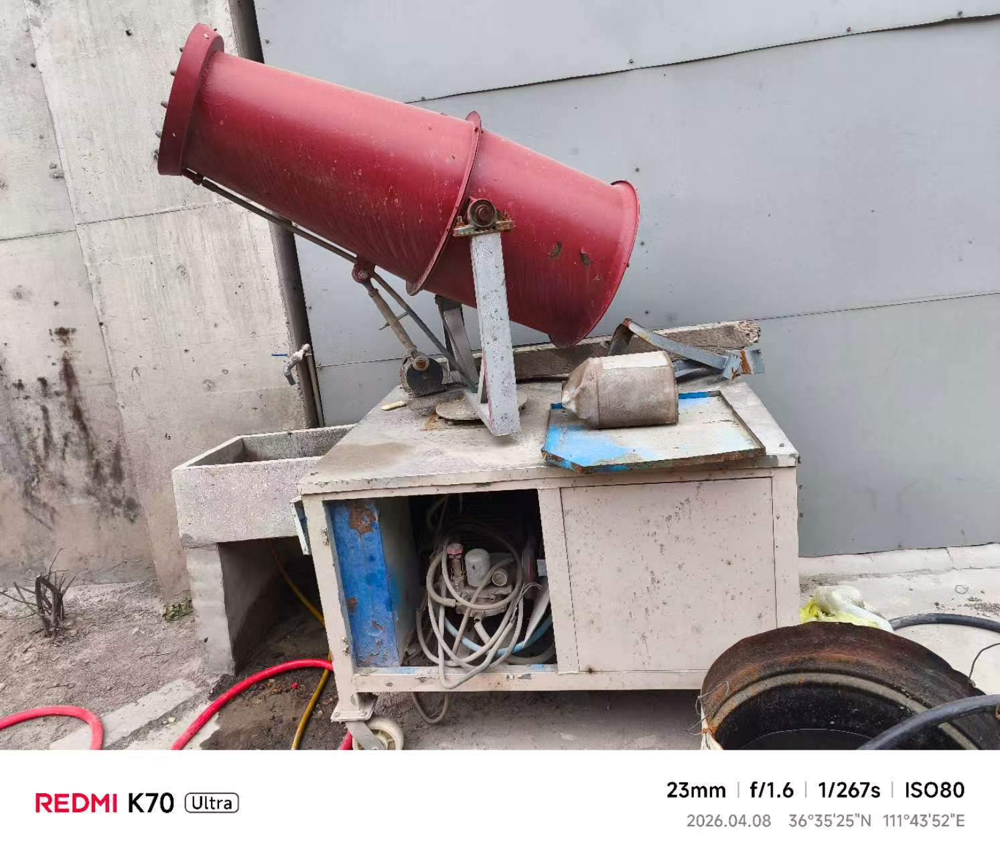 REDMI K70 Ultra
23mm | f/1.6 | 1/267s | ISO80
2026.04.08 36°35'25"N 111°43'52"E